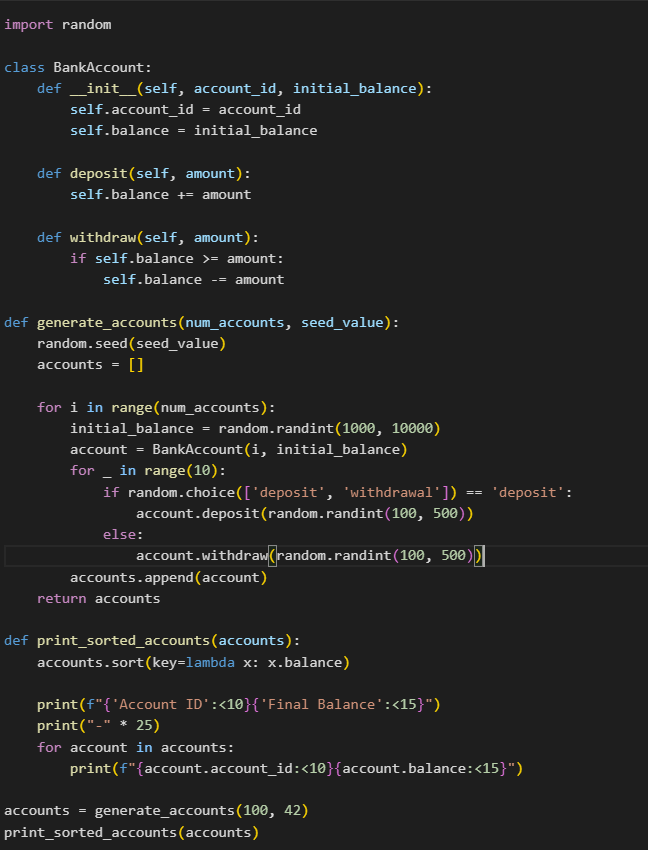 import random

class BankAccount:
    def __init__(self, account_id, initial_balance):
        self.account_id = account_id
        self.balance = initial_balance

    def deposit(self, amount):
        self.balance += amount

    def withdraw(self, amount):
        if self.balance >= amount:
            self.balance -= amount

def generate_accounts(num_accounts, seed_value):
    random.seed(seed_value)
    accounts = []

    for i in range(num_accounts):
        initial_balance = random.randint(1000, 10000)
        account = BankAccount(i, initial_balance)
        for _ in range(10):
            if random.choice(['deposit', 'withdrawal']) == 'deposit':
                account.deposit(random.randint(100, 500))
            else:
                account.withdraw(random.randint(100, 500))
        accounts.append(account)
    return accounts

def print_sorted_accounts(accounts):
    accounts.sort(key=lambda x: x.balance)

    print(f"{'Account ID':<10}{'Final Balance':<15}")
    print("-" * 25)
    for account in accounts:
        print(f"{account.account_id:<10}{account.balance:<15}")

accounts = generate_accounts(100, 42)
print_sorted_accounts(accounts)